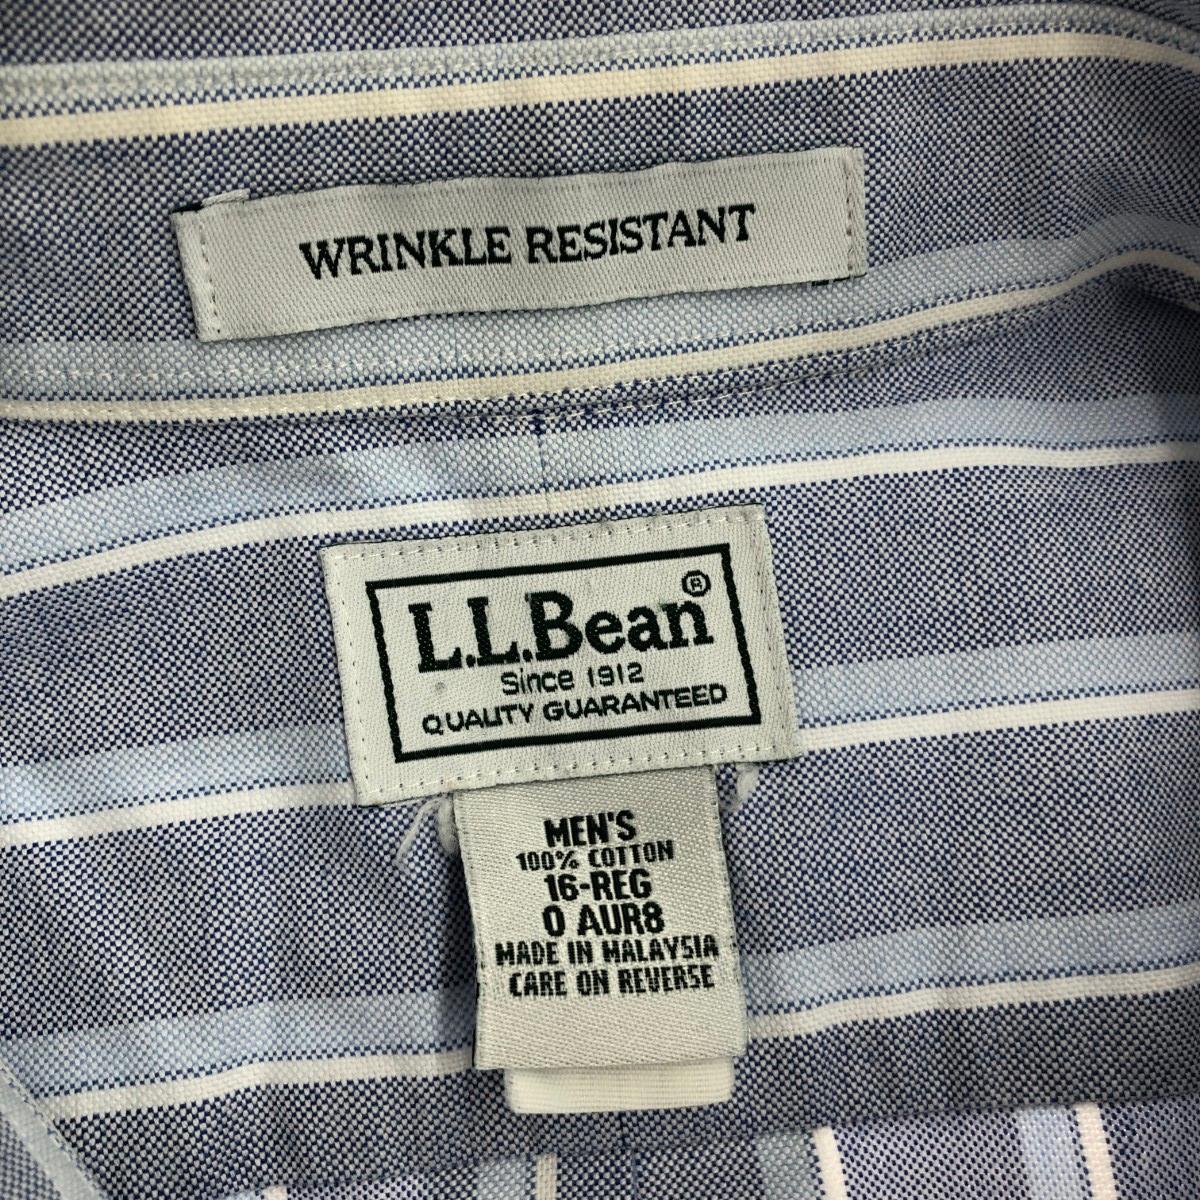 WRINKLE RESISTANT
L.L.Bean®
Since 1912
QUALITY GUARANTEED
MEN'S
100% COTTON
16-REG
0 AUR8
MADE IN MALAYSIA
CARE ON REVERSE